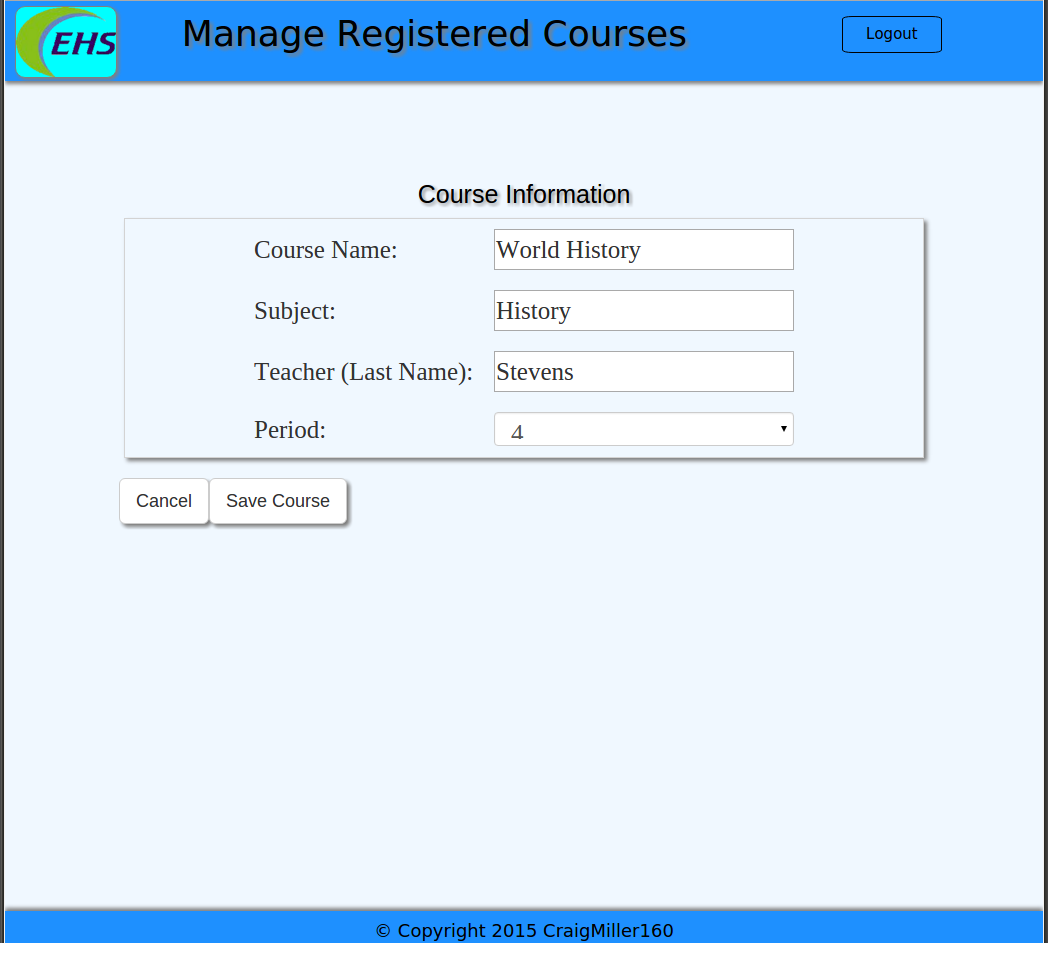 EHS
Manage Registered Courses
Logout
Course Information
Course Name: World History
Subject: History
Teacher (Last Name): Stevens
Period: 4
Cancel Save Course
© Copyright 2015 CraigMiller160